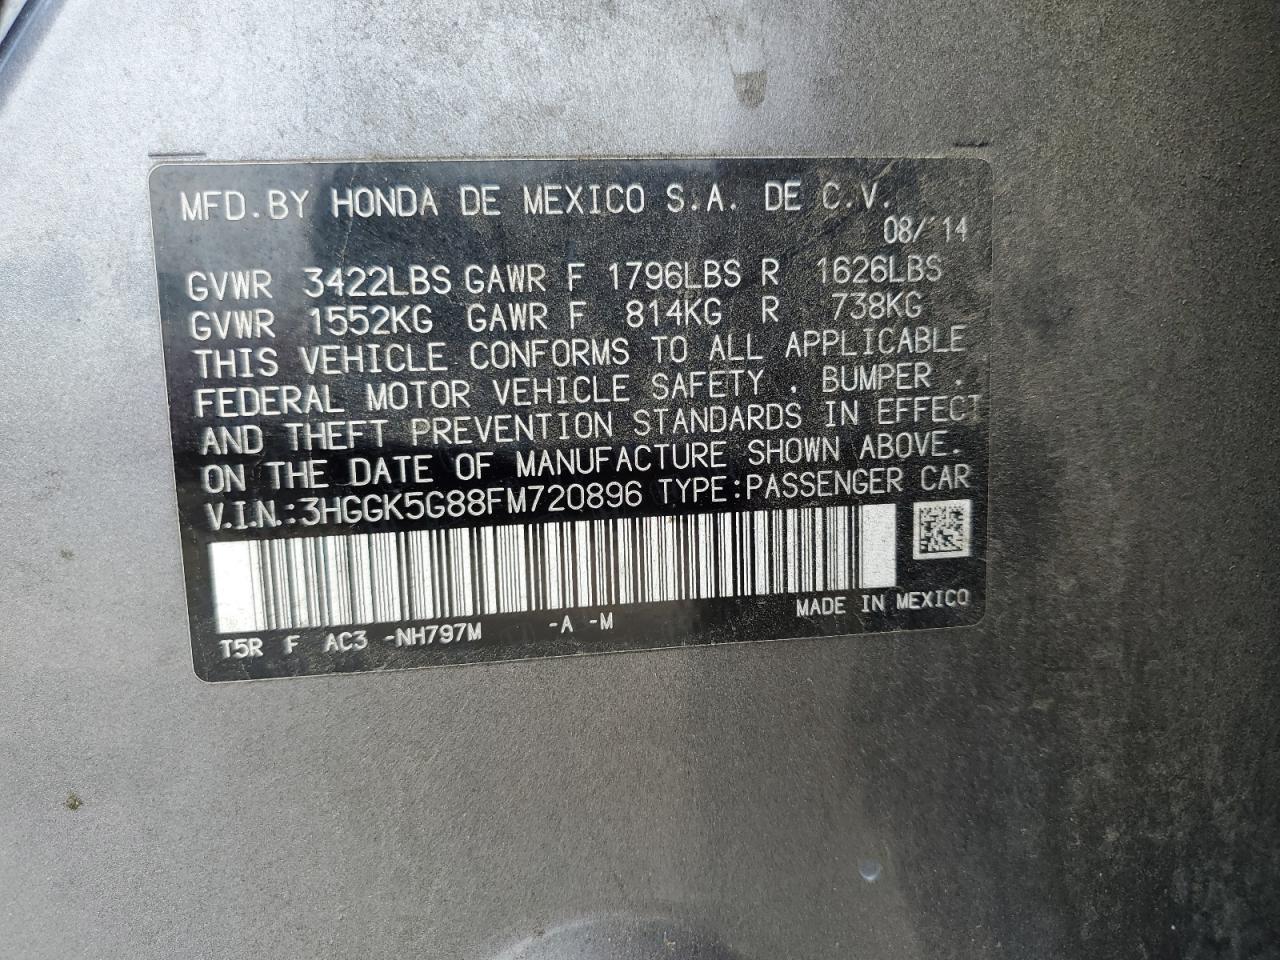 MFD.BY HONDA DE MEXICO S.A. DE C.V.
08/ 14
GVWR 3422LBS GAWR F 1796LBS R 1626LBS
GVWR 1552KG GAWR F 814KG R 738KG
THIS VEHICLE CONFORMS TO ALL APPLICABLE
FEDERAL MOTOR VEHICLE SAFETY , BUMPER ,
AND THEFT PREVENTION STANDARDS IN EFFECT
ON THE DATE OF MANUFACTURE SHOWN ABOVE.
V.I.N.:3HGGK5G88FM720896 TYPE:PASSENGER CAR
MADE IN MEXICO
T5R F AC3 -NH797M -A -M